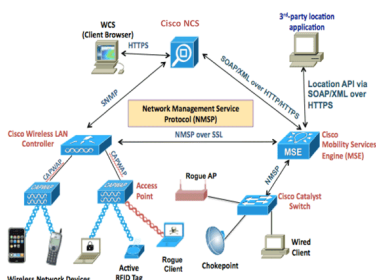 WCS
(Client Browser)
Cisco NCS
3rd-party location
application
HTTPS
SNMP
SOAP/XML over HTTP/HTTPS
Location API via
SOAP/XML over
HTTPS
Network Management Service
Protocol (NMSP)
NMSP over SSL
Cisco Wireless LAN
Controller
MSE
Cisco
Mobility Services
Engine (MSE)
CAPWAP
Access
Point
Rogue AP
NMSP
Cisco Catalyst
Switch
Wireless Network Devices
Active
RFID Tag
Rogue
Client
Chokepoint
Wired
Client